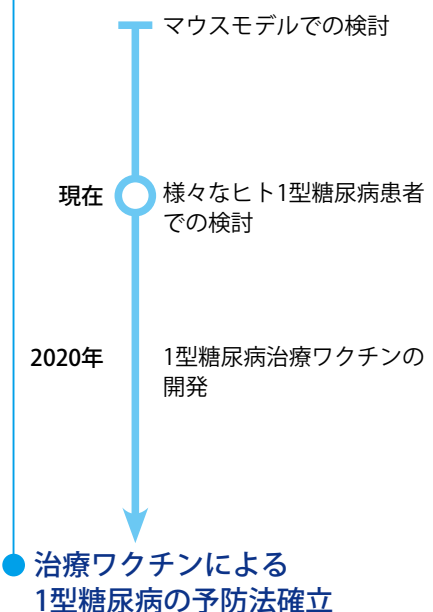 マウスモデルでの検討
現在
様々なヒト1型糖尿病患者
での検討
2020年
1型糖尿病治療ワクチンの
開発
治療ワクチンによる
1型糖尿病の予防法確立